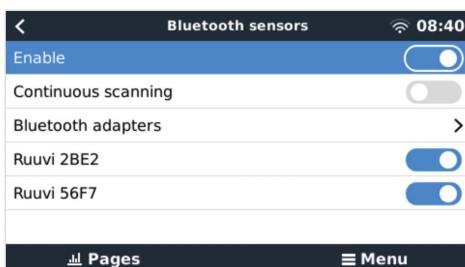 Bluetooth sensors 08:40
Enable
Continuous scanning
Bluetooth adapters
Ruuvi 2BE2
Ruuvi 56F7
Pages Menu